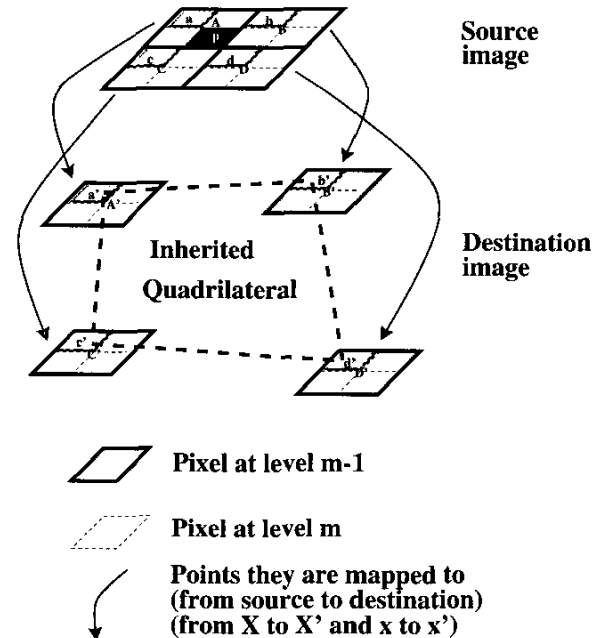 a A b B
p
c C d D
Source
image
a' A' b' B'
Inherited
Quadrilateral
Destination
image
c' C' d' D'
Pixel at level m-1
Pixel at level m
Points they are mapped to
(from source to destination)
(from X to X' and x to x')